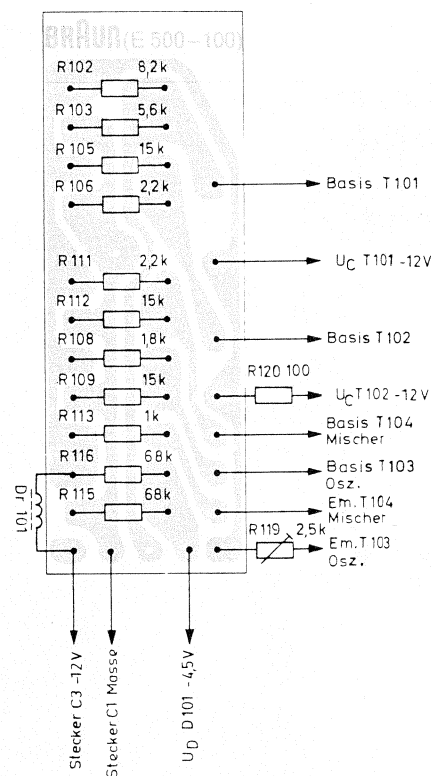 BRAUN (E 500-100)
R102 8,2k
R103 5,6k
R105 15k
R106 2,2k
Basis T101
UC T101 -12V
R111 2,2k
R112 15k
R108 1,8k
Basis T102
R109 15k
R120 100
UC T102 -12V
R113 1k
Basis T104
Mischer
R116 68k
Basis T103
Osz.
R115 68k
Em. T104
Mischer
Dr 101
R119 2,5k
Em. T103
Osz.
Stecker C3 -12V
Stecker C1 Masse
UD D101 -4,5V